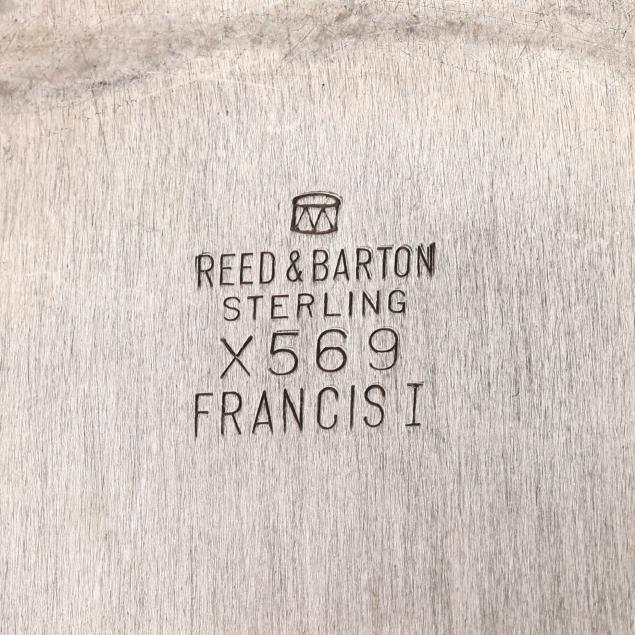 REED & BARTON
STERLING
X569
FRANCIS I